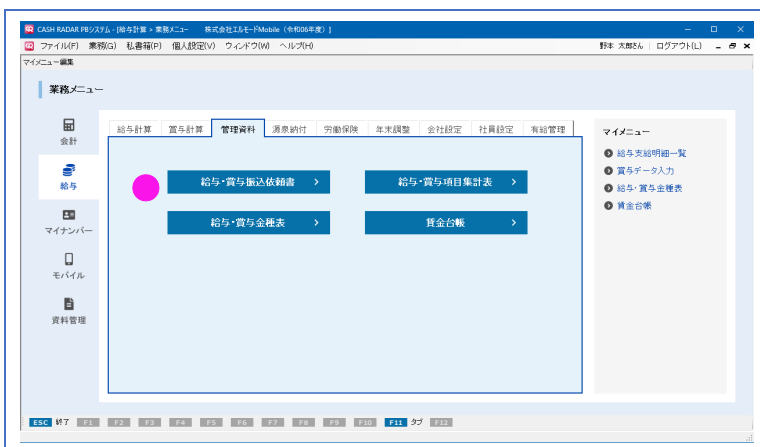 CASH RADAR PBシステム - [給与計算 > 業務メニュー 株式会社エルモードMobile（令和006年度）]
ファイル(F) 業務(G) 私書箱(P) 個人設定(V) ウィンドウ(W) ヘルプ(H) 野本 太郎さん ログアウト(L)
マイメニュー編集
業務メニュー
会計
給与
マイナンバー
モバイル
資料管理
給与計算 賞与計算 管理資料 源泉納付 労働保険 年末調整 会社設定 社員設定 有給管理
給与・賞与振込依頼書 給与・賞与項目集計表
給与・賞与金種表 賃金台帳
マイメニュー
給与支給明細一覧
賞与データ入力
給与・賞与金種表
賃金台帳
ESC 終了 F1 F2 F3 F4 F5 F6 F7 F8 F9 F10 F11 タブ F12